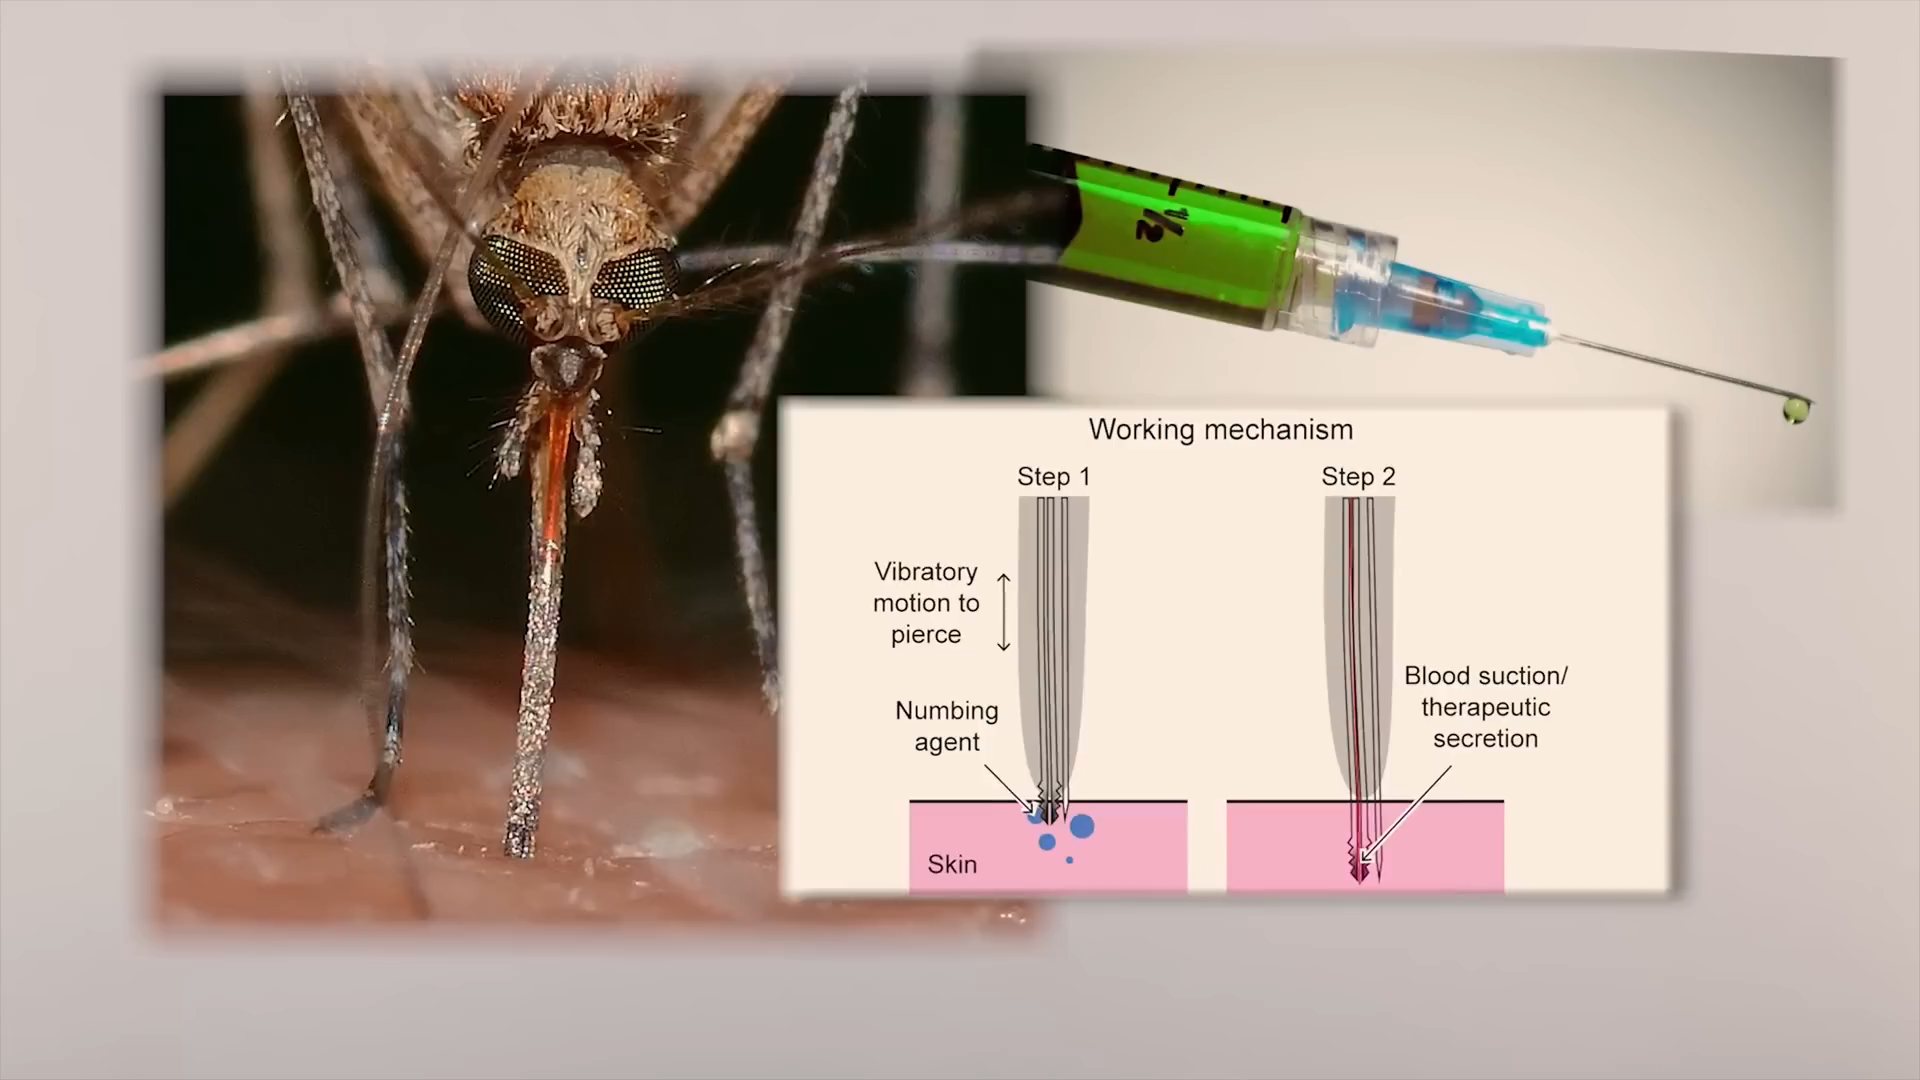 1
½
Working mechanism
Step 1
Step 2
Vibratory
motion to
pierce
Numbing
agent
Blood suction/
therapeutic
secretion
Skin